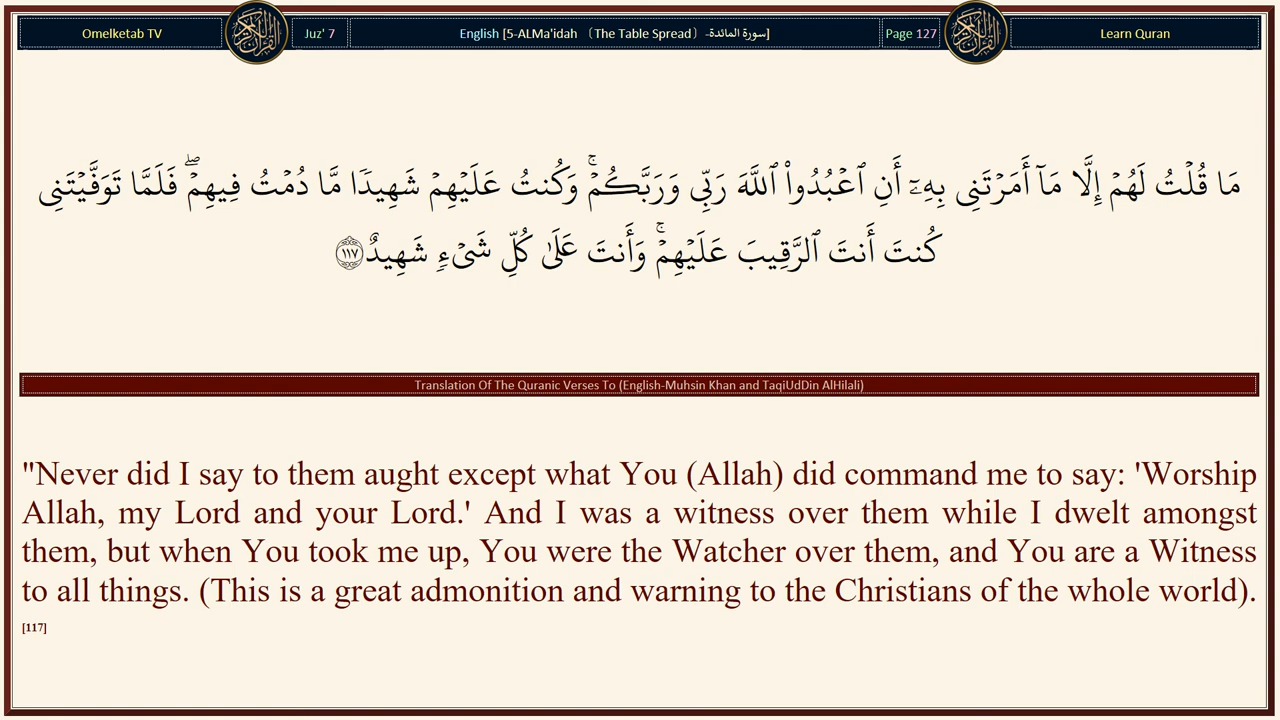 Omelketab TV
Juz' 7
English [5-ALMa'idah (The Table Spread) -سورة المائدة]
Page 127
Learn Quran
مَا قُلْتُ لَهُمْ إِلَّا مَآ أَمَرْتَنِى بِهِۦٓ أَنِ ٱعْبُدُوا۟ ٱللَّهَ رَبِّى وَرَبَّكُمْ ۚ وَكُنتُ عَلَيْهِمْ شَهِيدًا مَّا دُمْتُ فِيهِمْ ۖ فَلَمَّا تَوَفَّيْتَنِى
كُنتَ أَنتَ ٱلرَّقِيبَ عَلَيْهِمْ ۚ وَأَنتَ عَلَىٰ كُلِّ شَىْءٍ شَهِيدٌ ١١٧
Translation Of The Quranic Verses To (English-Muhsin Khan and TaqiUdDin AlHilali)
"Never did I say to them aught except what You (Allah) did command me to say: 'Worship
Allah, my Lord and your Lord.' And I was a witness over them while I dwelt amongst
them, but when You took me up, You were the Watcher over them, and You are a Witness
to all things. (This is a great admonition and warning to the Christians of the whole world).
[117]